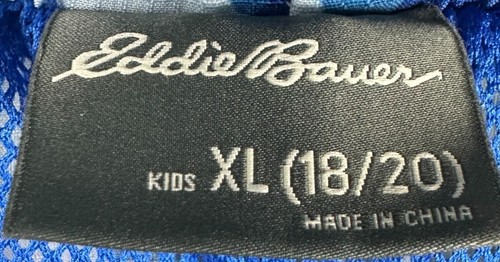 Eddie Bauer
KIDS XL (18/20)
MADE IN CHINA